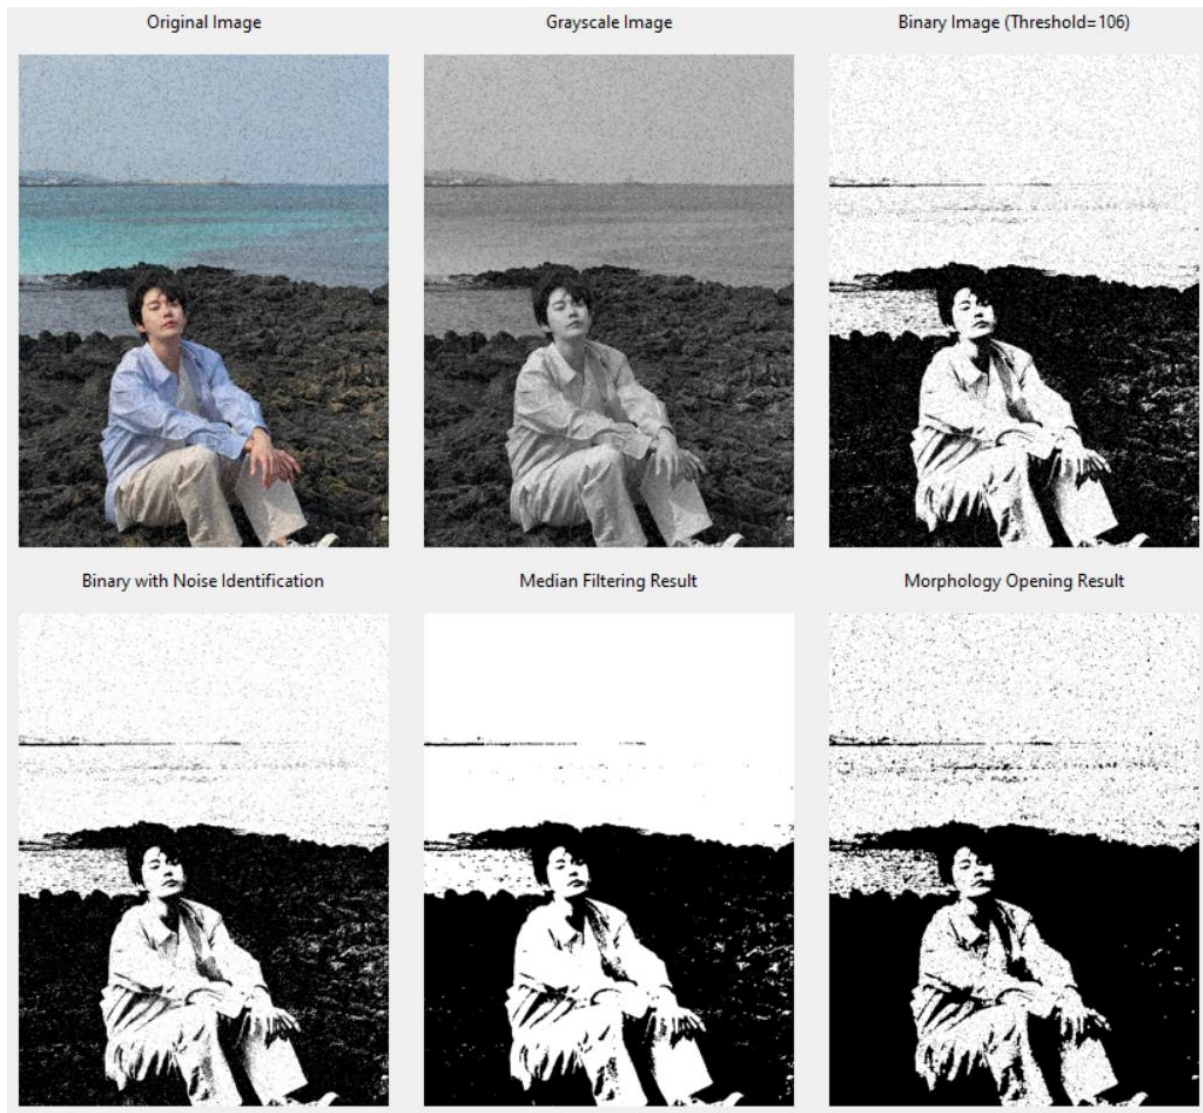 Original Image
Grayscale Image
Binary Image (Threshold=106)
Binary with Noise Identification
Median Filtering Result
Morphology Opening Result